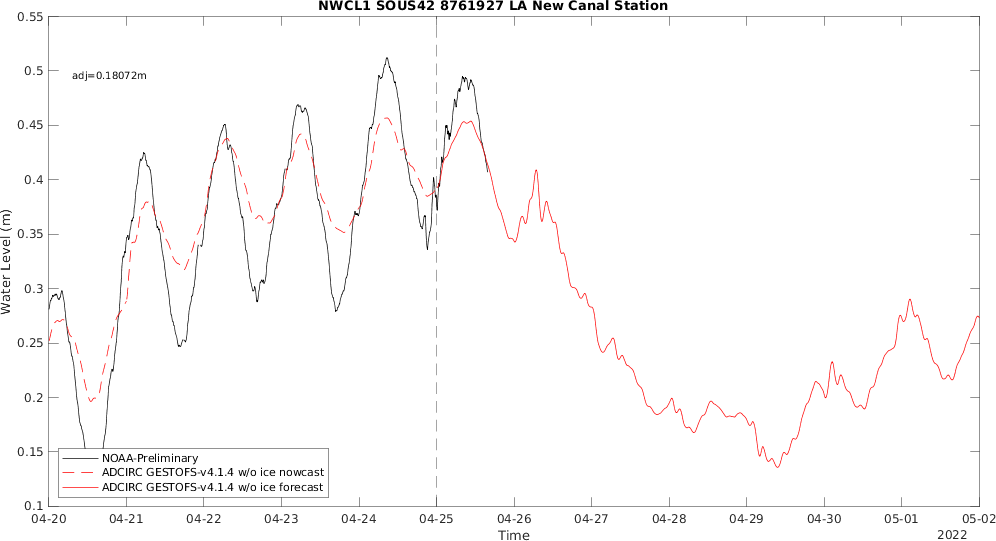 NWCL1 SOUS42 8761927 LA New Canal Station
0.55
0.5
0.45
0.4
0.35
0.3
0.25
0.2
0.15
0.1
Water Level (m)
adj=0.18072m
NOAA-Preliminary
ADCIRC GESTOFS-v4.1.4 w/o ice nowcast
ADCIRC GESTOFS-v4.1.4 w/o ice forecast
04-20 04-21 04-22 04-23 04-24 04-25 04-26 04-27 04-28 04-29 04-30 05-01 05-02
Time
2022